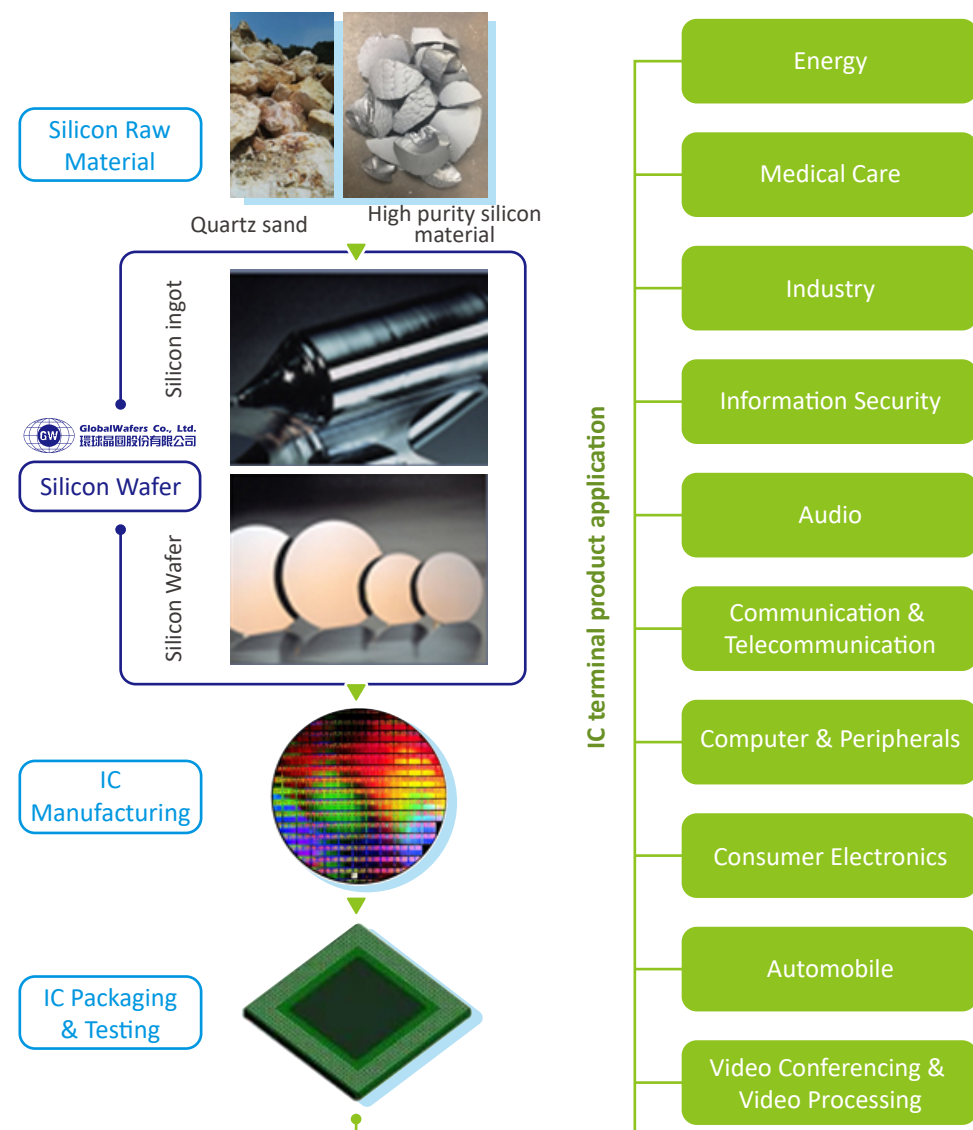 Silicon Raw
Material
Quartz sand
High purity silicon
material
Silicon ingot
GW
GlobalWafers Co., Ltd.
環球晶圓股份有限公司
Silicon Wafer
Silicon Wafer
IC
Manufacturing
IC Packaging
& Testing
IC terminal product application
Energy
Medical Care
Industry
Information Security
Audio
Communication &
Telecommunication
Computer & Peripherals
Consumer Electronics
Automobile
Video Conferencing &
Video Processing